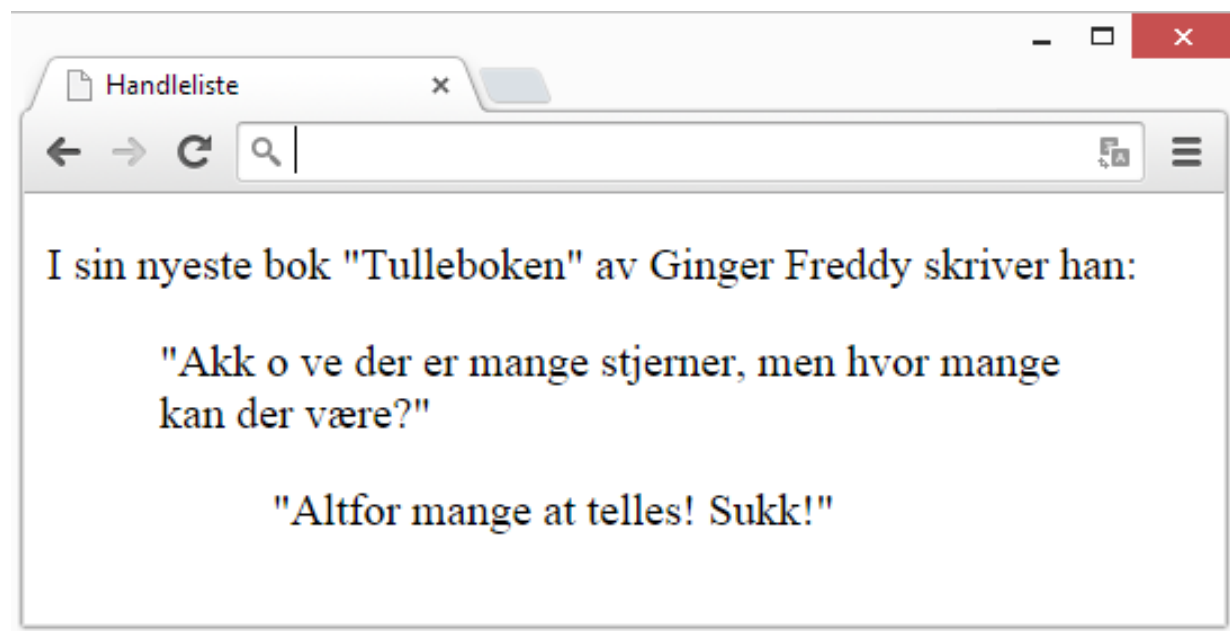 Handleliste
I sin nyeste bok "Tulleboken" av Ginger Freddy skriver han:
"Akk o ve der er mange stjerner, men hvor mange
kan der være?"
"Altfor mange at telles! Sukk!"